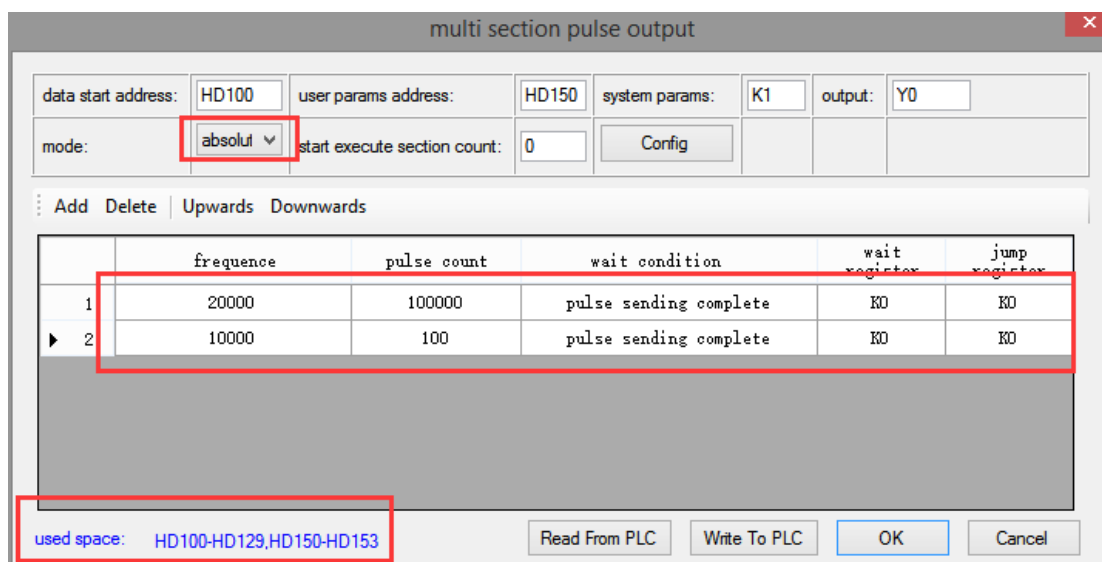 multi section pulse output
data start address: HD100 user params address: HD150 system params: K1 output: Y0
mode: absolut start execute section count: 0 Config
Add Delete Upwards Downwards
frequence pulse count wait condition wait register jump register
1 20000 100000 pulse sending complete K0 K0
2 10000 100 pulse sending complete K0 K0
used space: HD100-HD129,HD150-HD153 Read From PLC Write To PLC OK Cancel